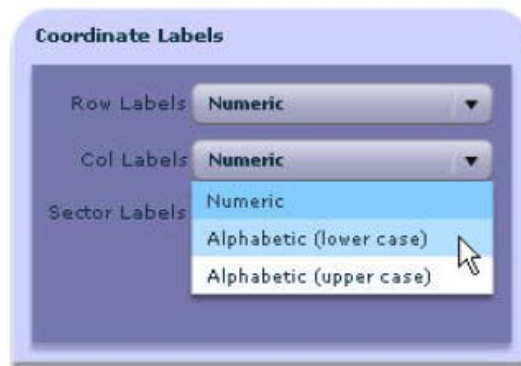 Coordinate Labels
Row Labels Numeric
Col Labels Numeric
Sector Labels
Numeric
Alphabetic (lower case)
Alphabetic (upper case)